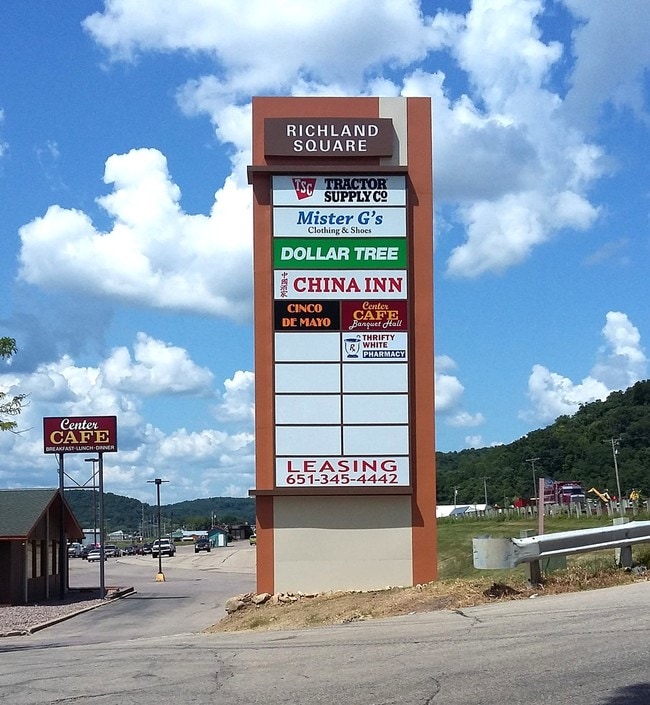 RICHLAND
SQUARE
TSC TRACTOR
SUPPLY CO
Mister G's
Clothing & Shoes
DOLLAR TREE
CHINA INN
CINCO
DE MAYO
Center
CAFE
Banquet Hall
Rx THRIFTY
WHITE
PHARMACY
LEASING
651-345-4442
Center
CAFE
BREAKFAST-LUNCH-DINNER